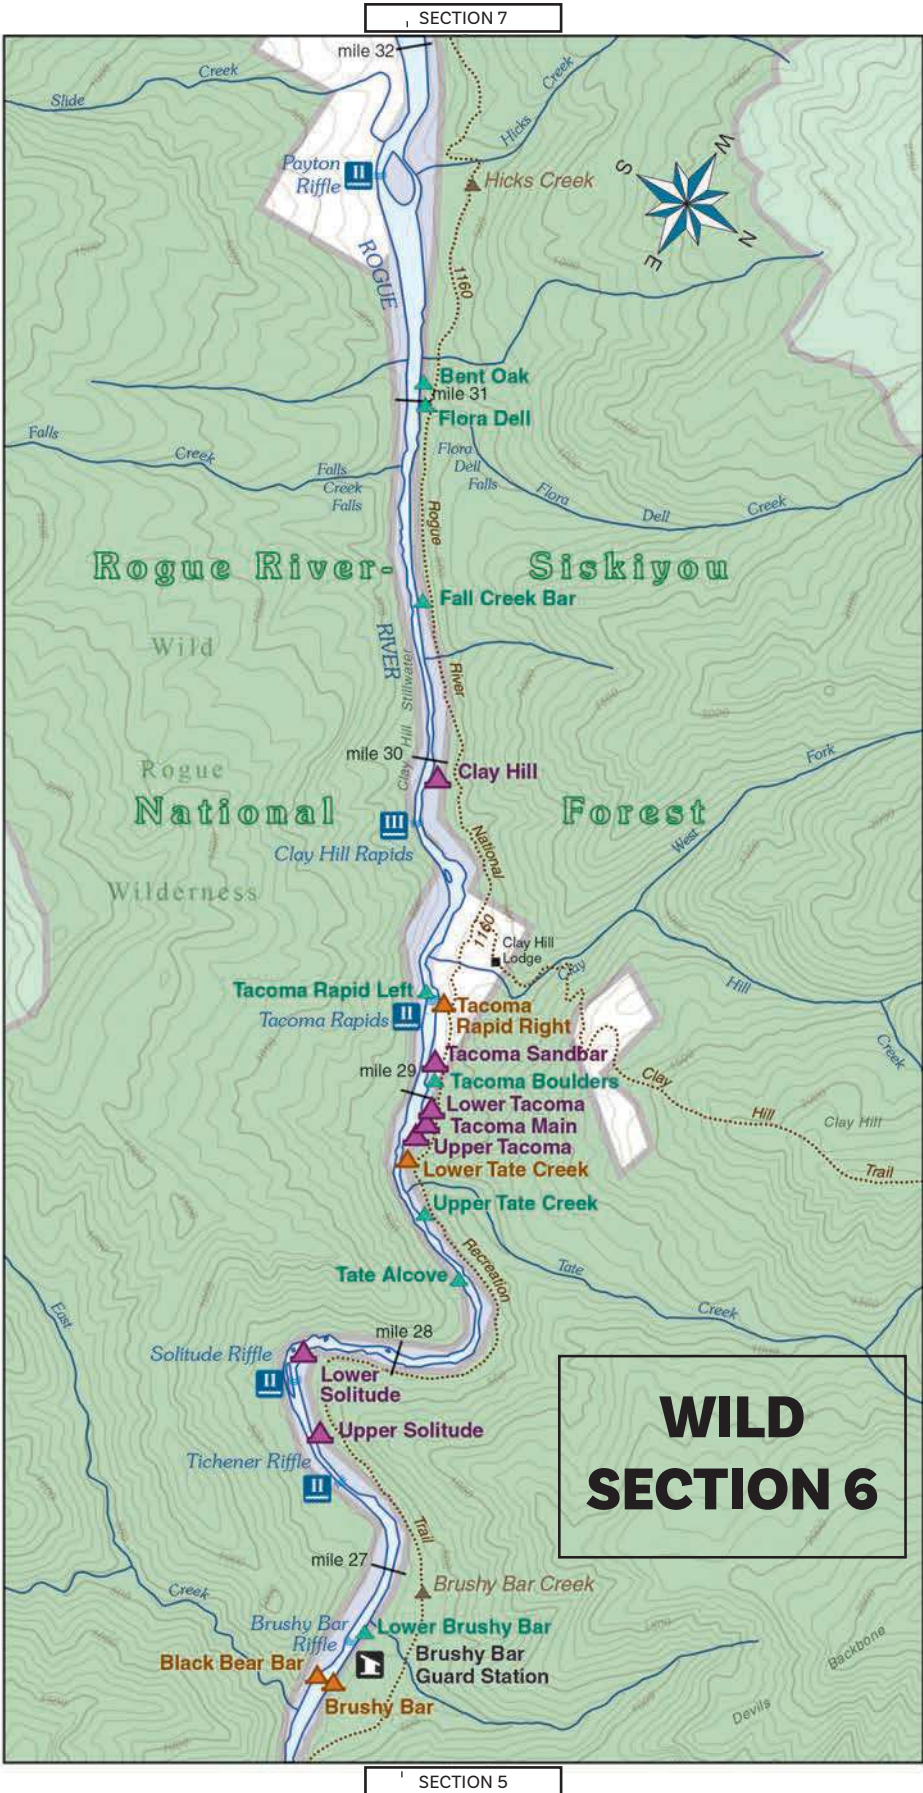 SECTION 7
mile 32
Creek
Slide
Creek
Hicks
Payton
Riffle
II
Hicks Creek
W
S
N
E
ROGUE
1160
Bent Oak
mile 31
Flora Dell
Falls
Creek
Falls
Creek
Falls
Flora
Dell
Falls
Flora
Dell
Creek
Rogue
Rogue River-
Siskiyou
Fall Creek Bar
Wild
RIVER
Clay Hill Stillwater
River
mile 30
Clay Hill
Fork
Rogue
National
Forest
III
Clay Hill Rapids
West
National
Wilderness
1160
Clay Hill
Lodge
Clay
Hill
Creek
Tacoma Rapid Left
Tacoma Rapids
II
Tacoma
Rapid Right
Tacoma Sandbar
mile 29
Tacoma Boulders
Lower Tacoma
Tacoma Main
Upper Tacoma
Lower Tate Creek
Clay
Hill
Trail
Clay Hill
Upper Tate Creek
Recreation
Tate Alcove
Tate
Creek
East
mile 28
Solitude Riffle
II
Lower
Solitude
Upper Solitude
Tichener Riffle
II
WILD
SECTION 6
Trail
mile 27
Creek
Brushy Bar Creek
Brushy Bar
Riffle
Lower Brushy Bar
Black Bear Bar
Brushy Bar
Guard Station
Brushy Bar
Backbone
Devils
SECTION 5